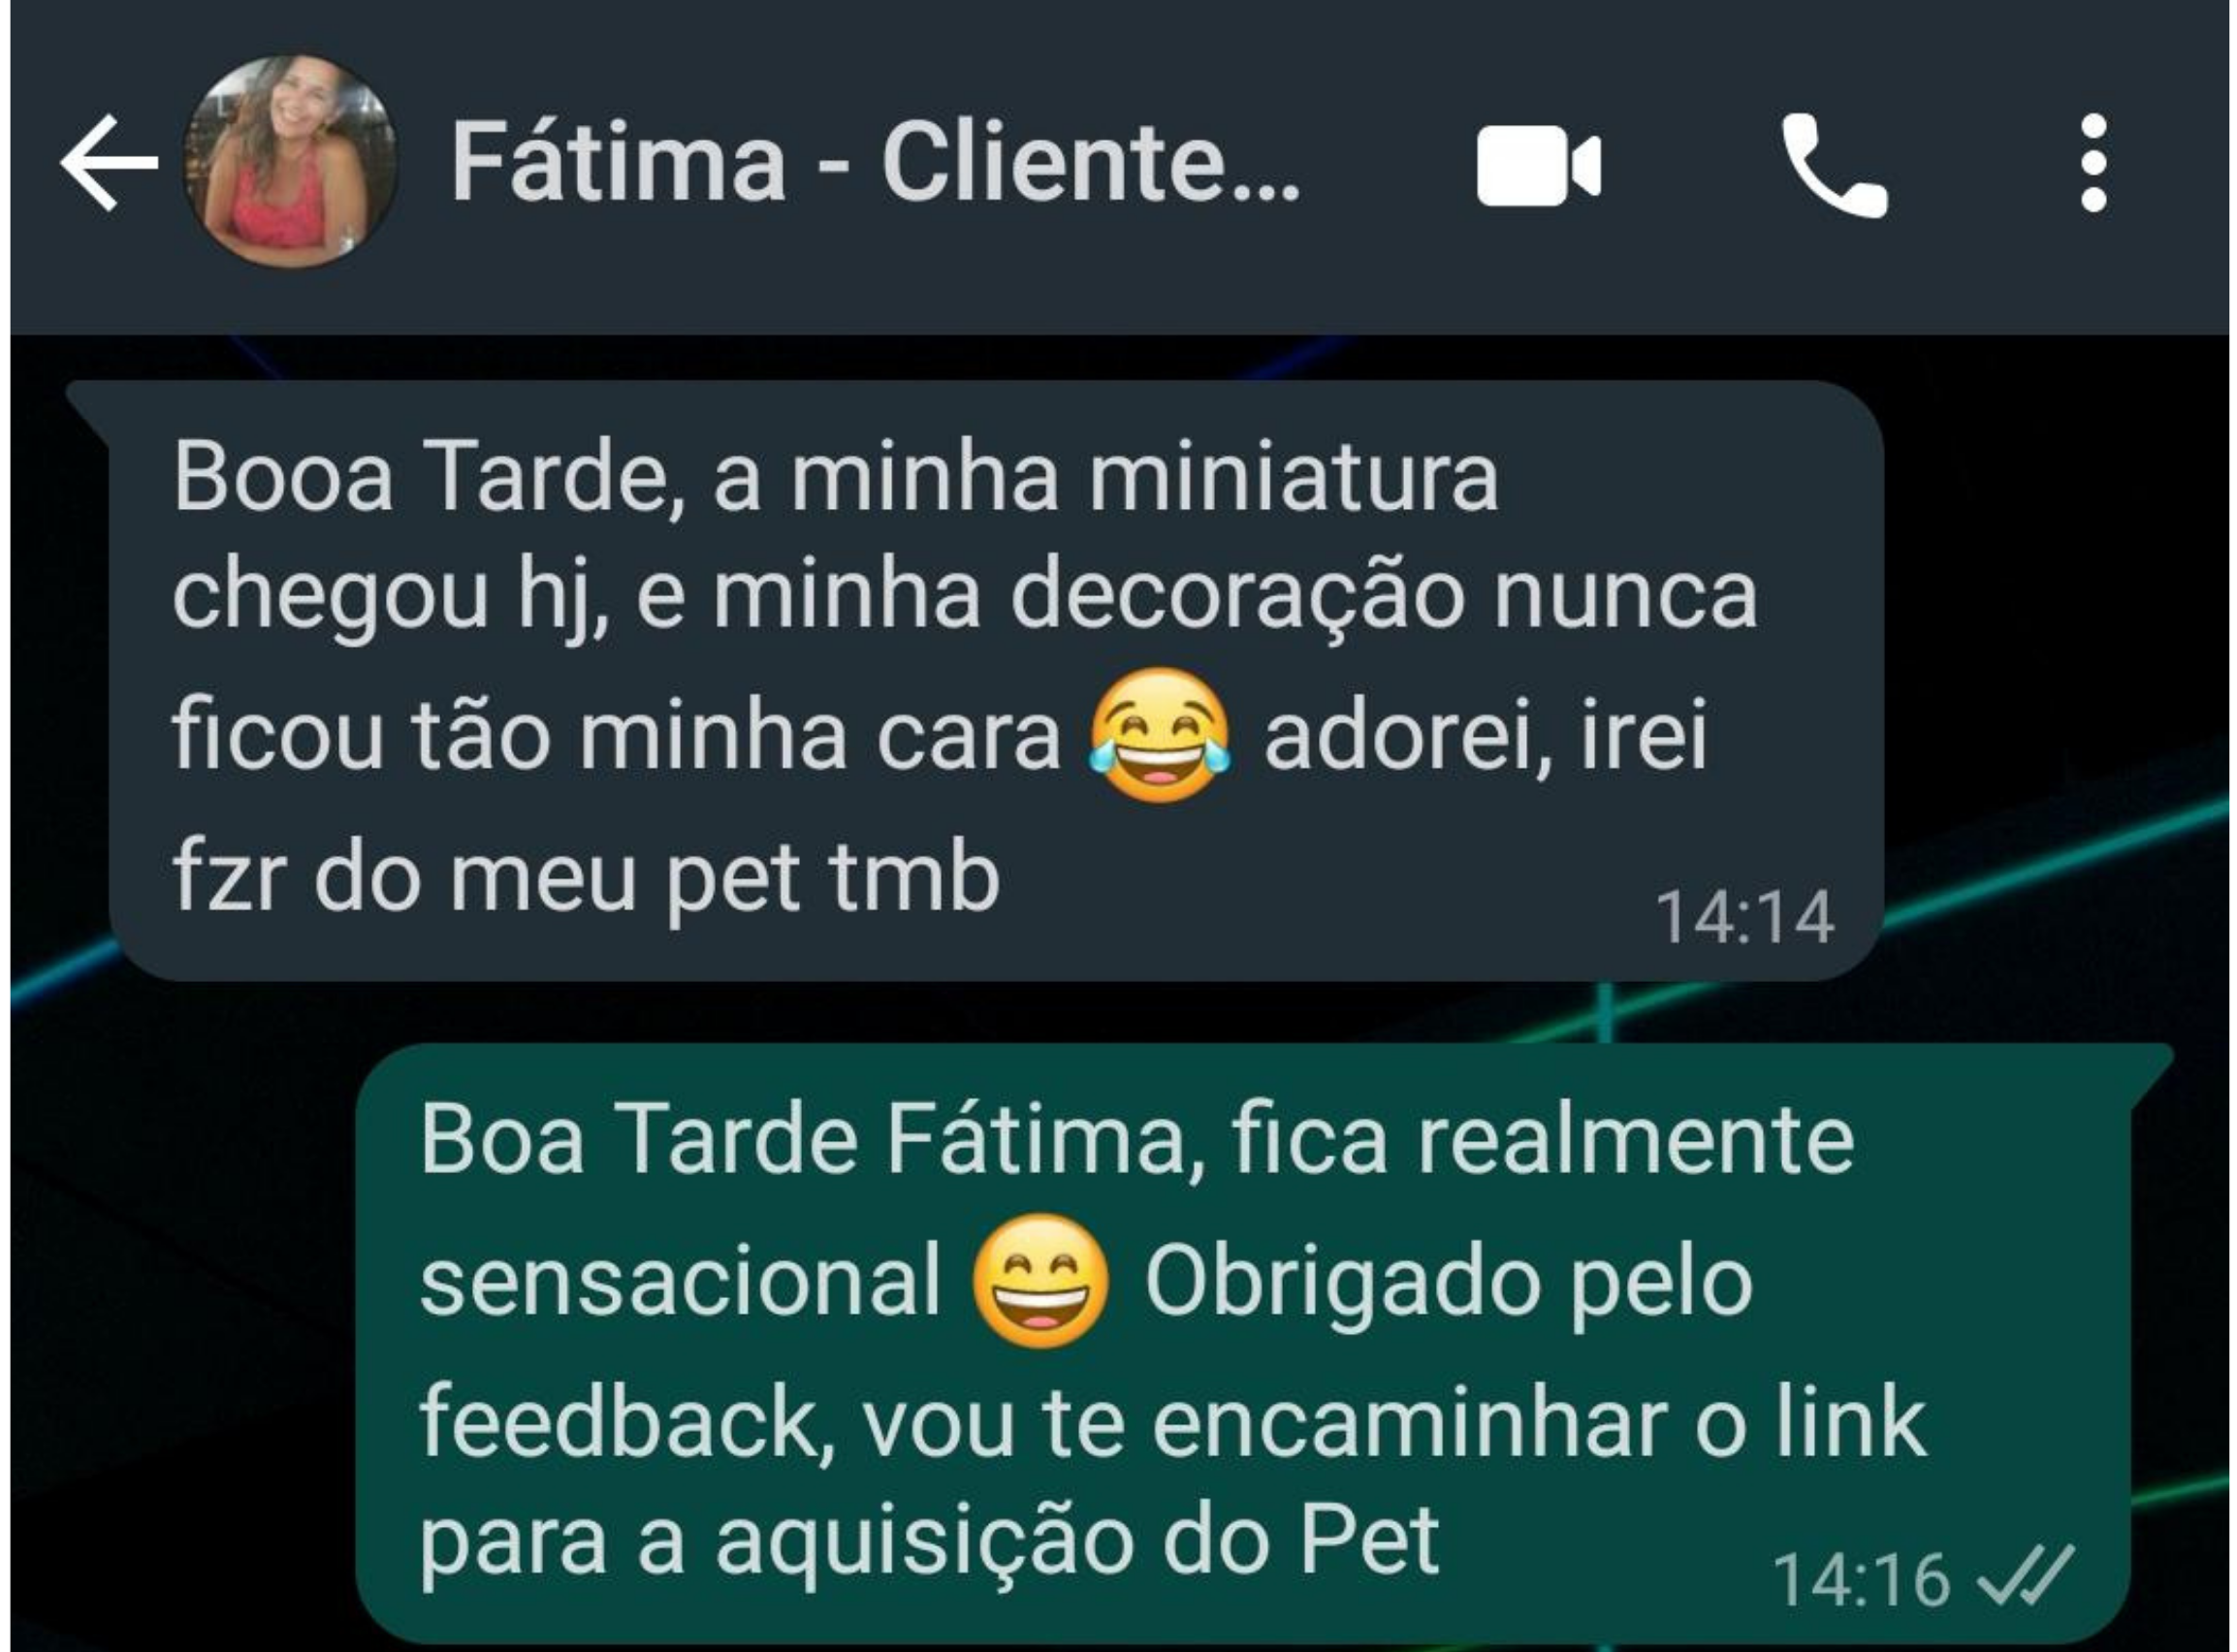 Fátima - Cliente...
Booa Tarde, a minha miniatura
chegou hj, e minha decoração nunca
ficou tão minha cara 😂 adorei, irei
fzr do meu pet tmb
14:14
Boa Tarde Fátima, fica realmente
sensacional 😄 Obrigado pelo
feedback, vou te encaminhar o link
para a aquisição do Pet
14:16